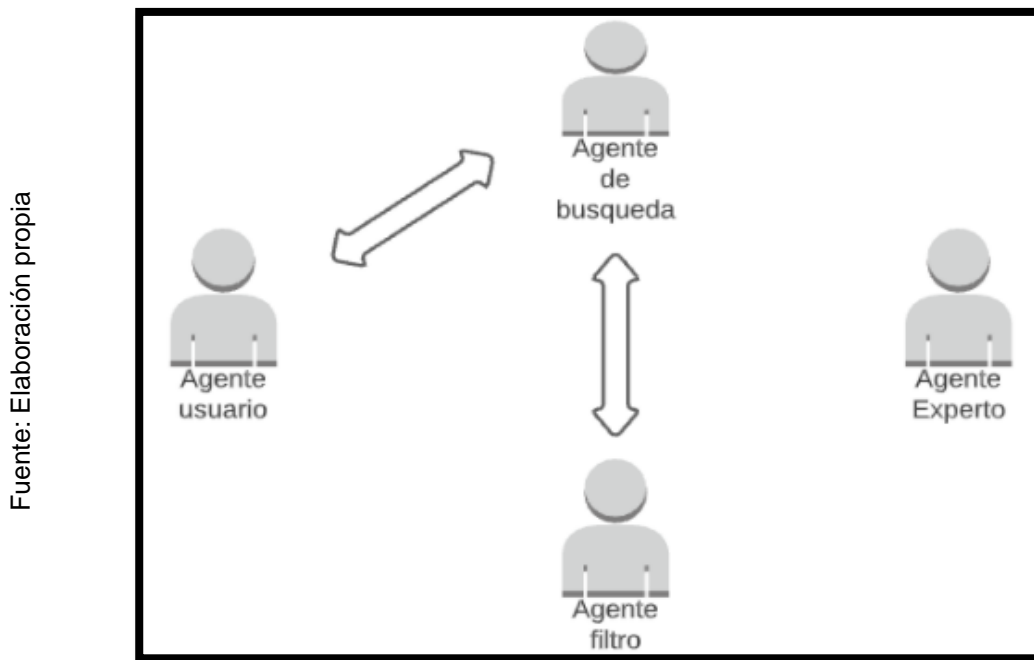 Fuente: Elaboración propia
Agente
de
busqueda
Agente
usuario
Agente
Experto
Agente
filtro